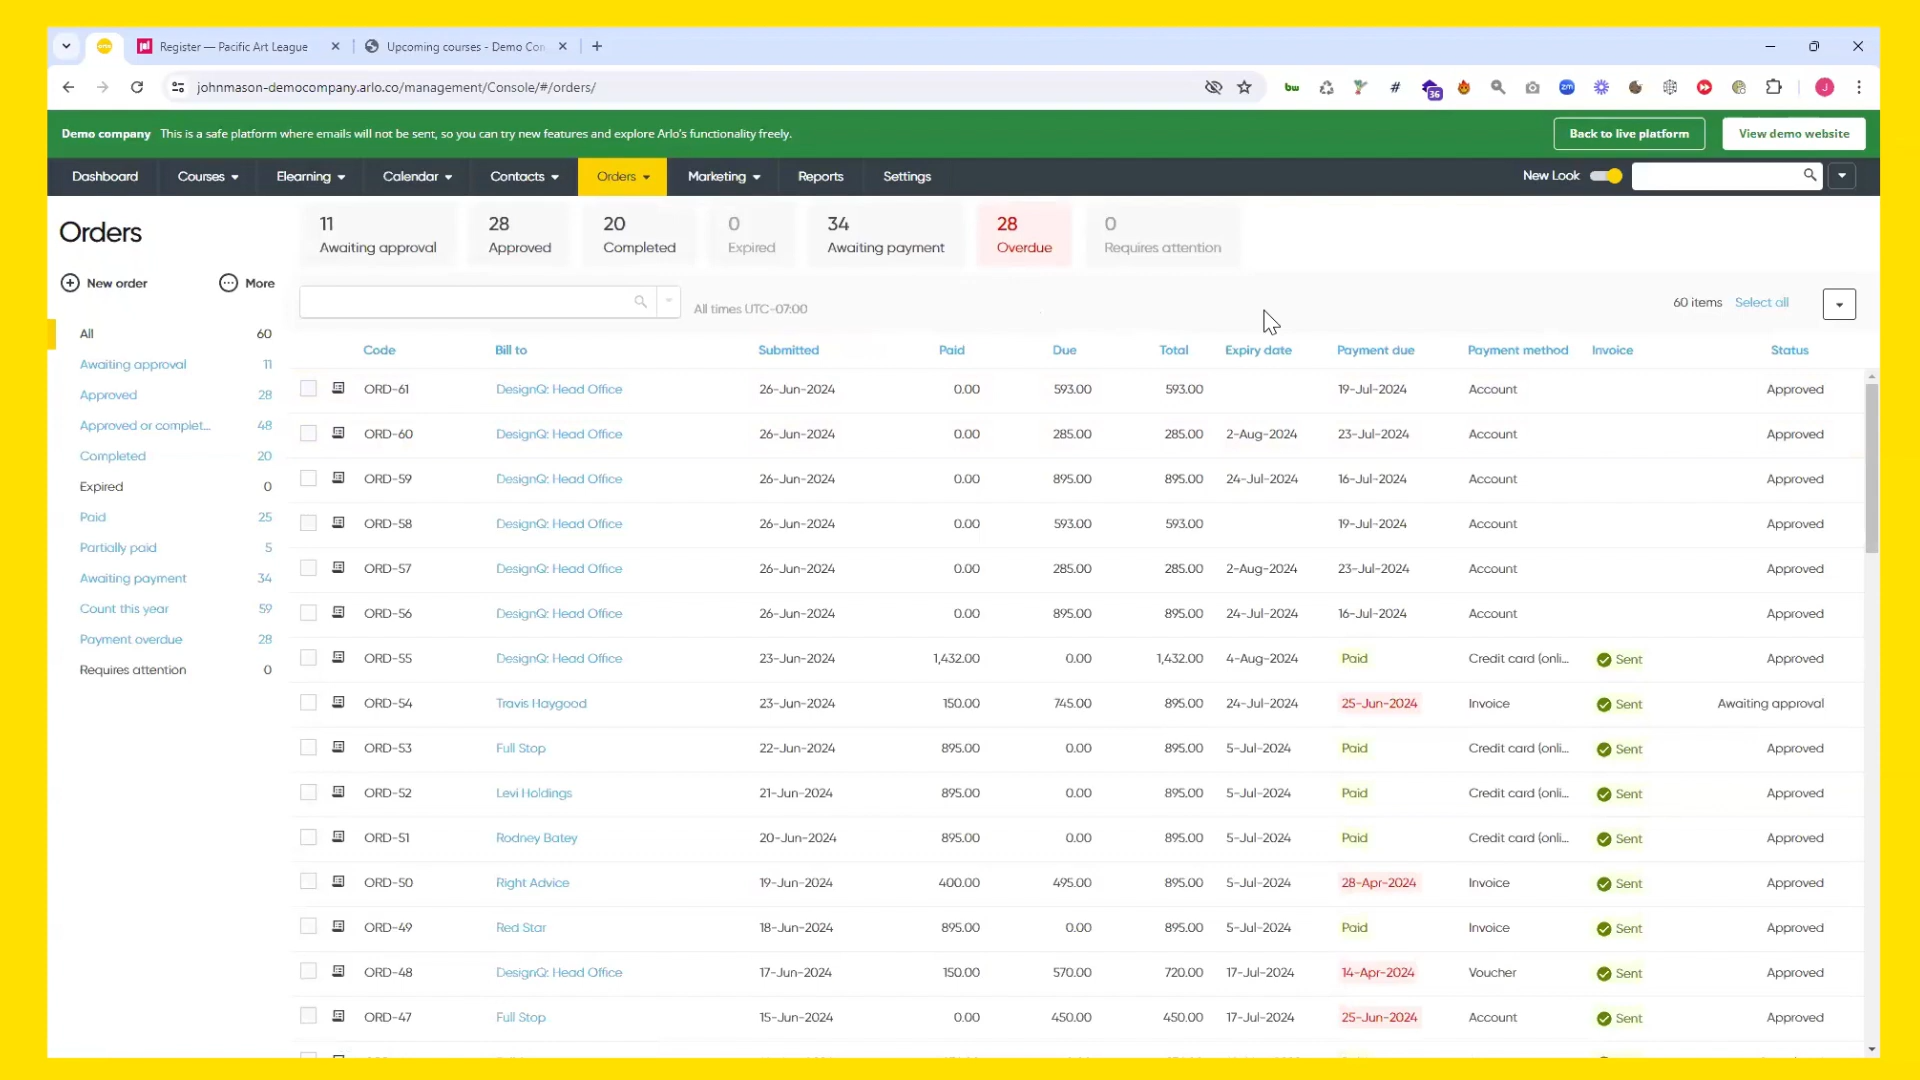 Register — Pacific Art League
Upcoming courses - Demo Con
johnmason-democompany.arlo.co/management/Console/#/orders/
bw
#
36
zm
J
Demo company This is a safe platform where emails will not be sent, so you can try new features and explore Arlo's functionality freely.
Back to live platform
View demo website
Dashboard
Courses
Elearning
Calendar
Contacts
Orders
Marketing
Reports
Settings
New Look
Orders
New order
More
All 60
Awaiting approval 11
Approved 28
Approved or complet... 48
Completed 20
Expired 0
Paid 25
Partially paid 5
Awaiting payment 34
Count this year 59
Payment overdue 28
Requires attention 0
11 Awaiting approval
28 Approved
20 Completed
0 Expired
34 Awaiting payment
28 Overdue
0 Requires attention
All times UTC-07:00
60 items Select all
Code Bill to Submitted Paid Due Total Expiry date Payment due Payment method Invoice Status
ORD-61 DesignQ: Head Office 26-Jun-2024 0.00 593.00 593.00 19-Jul-2024 Account Approved
ORD-60 DesignQ: Head Office 26-Jun-2024 0.00 285.00 285.00 2-Aug-2024 23-Jul-2024 Account Approved
ORD-59 DesignQ: Head Office 26-Jun-2024 0.00 895.00 895.00 24-Jul-2024 16-Jul-2024 Account Approved
ORD-58 DesignQ: Head Office 26-Jun-2024 0.00 593.00 593.00 19-Jul-2024 Account Approved
ORD-57 DesignQ: Head Office 26-Jun-2024 0.00 285.00 285.00 2-Aug-2024 23-Jul-2024 Account Approved
ORD-56 DesignQ: Head Office 26-Jun-2024 0.00 895.00 895.00 24-Jul-2024 16-Jul-2024 Account Approved
ORD-55 DesignQ: Head Office 23-Jun-2024 1,432.00 0.00 1,432.00 4-Aug-2024 Paid Credit card (onli... Sent Approved
ORD-54 Travis Haygood 23-Jun-2024 150.00 745.00 895.00 24-Jul-2024 25-Jun-2024 Invoice Sent Awaiting approval
ORD-53 Full Stop 22-Jun-2024 895.00 0.00 895.00 5-Jul-2024 Paid Credit card (onli... Sent Approved
ORD-52 Levi Holdings 21-Jun-2024 895.00 0.00 895.00 5-Jul-2024 Paid Credit card (onli... Sent Approved
ORD-51 Rodney Batey 20-Jun-2024 895.00 0.00 895.00 5-Jul-2024 Paid Credit card (onli... Sent Approved
ORD-50 Right Advice 19-Jun-2024 400.00 495.00 895.00 5-Jul-2024 28-Apr-2024 Invoice Sent Approved
ORD-49 Red Star 18-Jun-2024 895.00 0.00 895.00 5-Jul-2024 Paid Invoice Sent Approved
ORD-48 DesignQ: Head Office 17-Jun-2024 150.00 570.00 720.00 17-Jul-2024 14-Apr-2024 Voucher Sent Approved
ORD-47 Full Stop 15-Jun-2024 0.00 450.00 450.00 17-Jul-2024 25-Jun-2024 Account Sent Approved